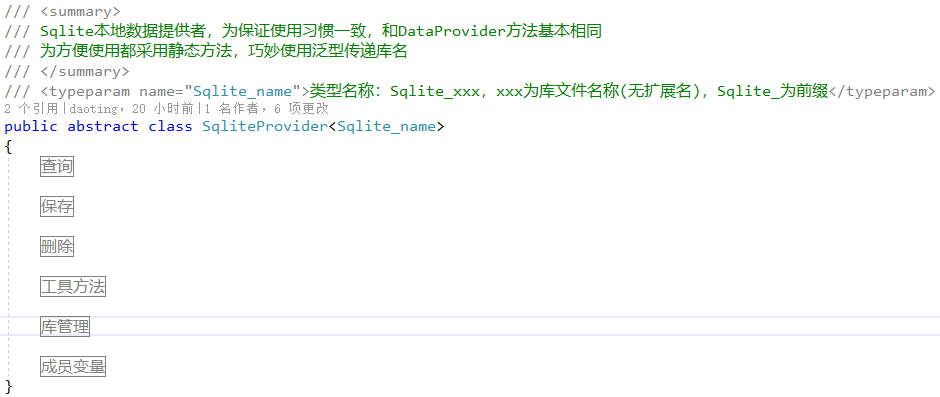 /// <summary>
/// Sqlite本地数据提供者，为保证使用习惯一致，和DataProvider方法基本相同
/// 为方便使用都采用静态方法，巧妙使用泛型传递库名
/// </summary>
/// <typeparam name="Sqlite_name">类型名称：Sqlite_xxx，xxx为库文件名称(无扩展名)，Sqlite_为前缀</typeparam>
2 个引用|daoting，20 小时前|1 名作者，6 项更改
public abstract class SqliteProvider<Sqlite_name>
{
查询
保存
删除
工具方法
库管理
成员变量
}